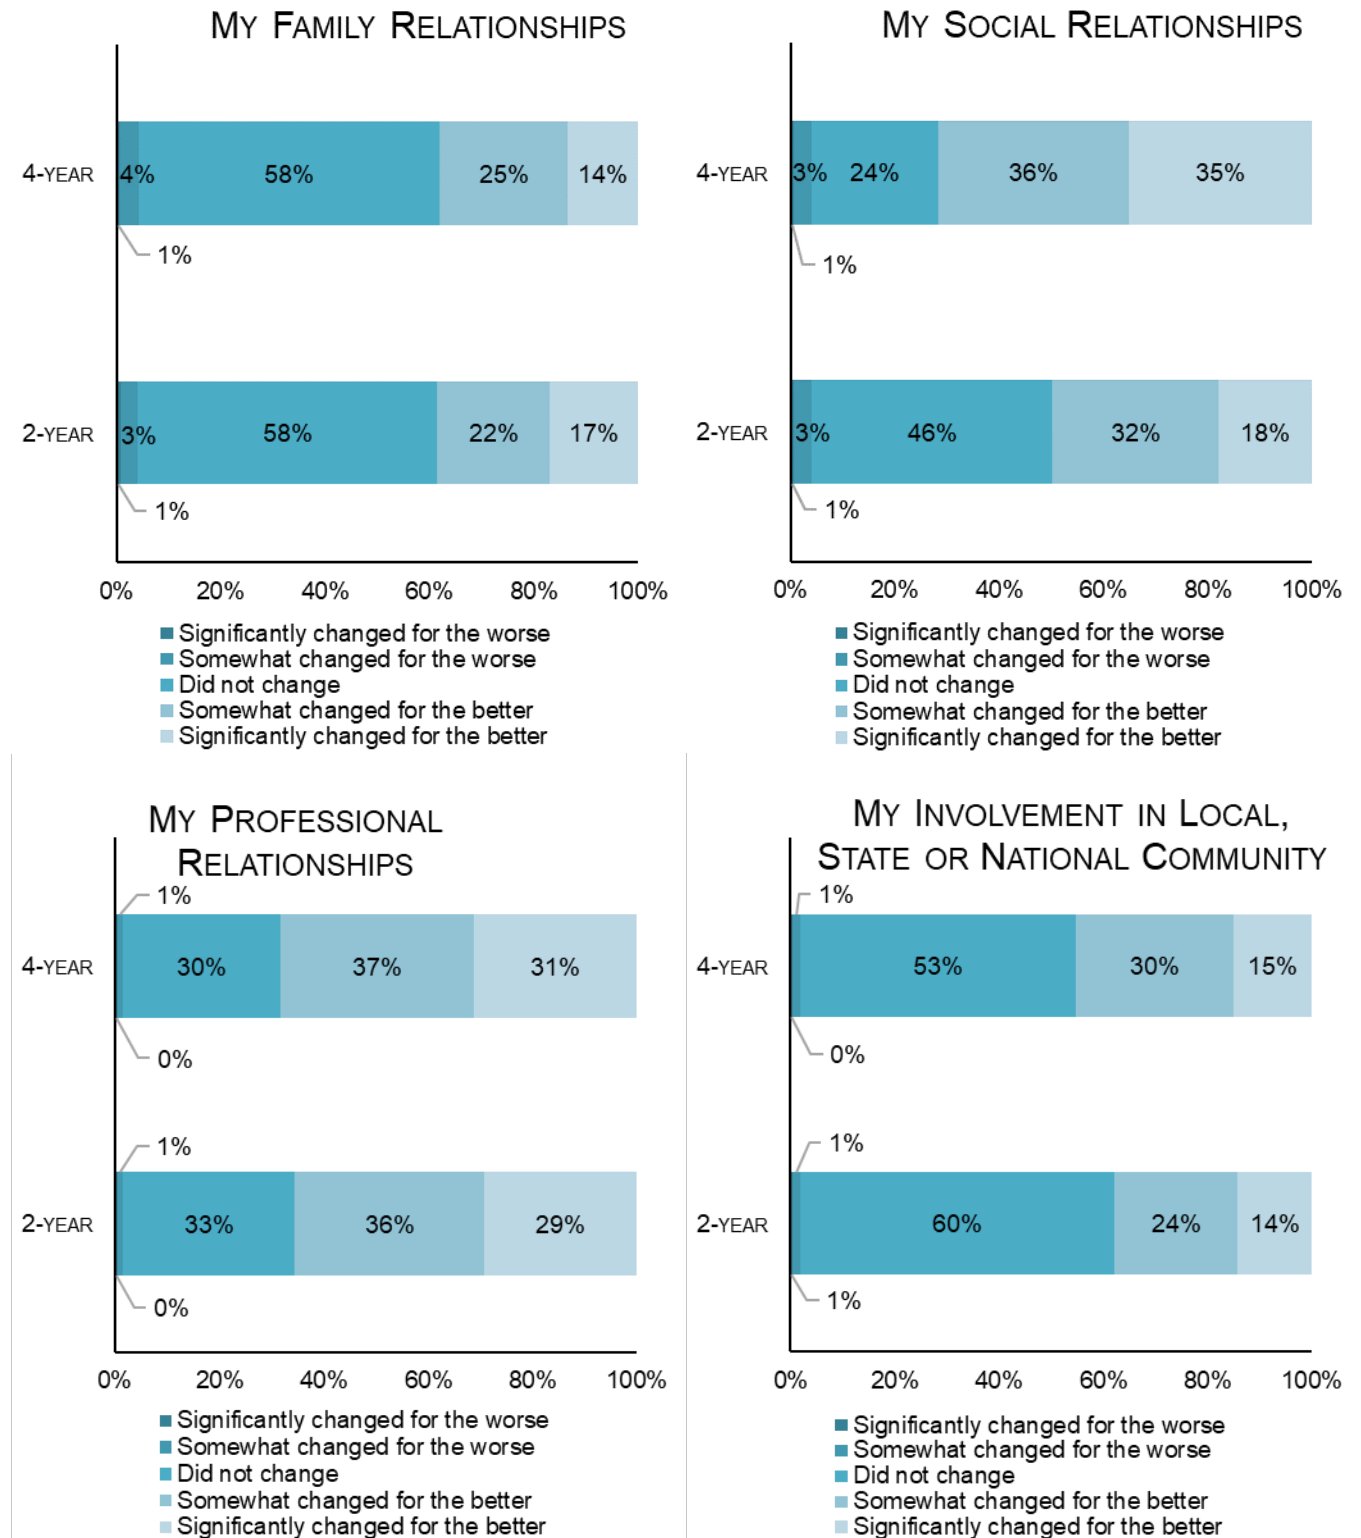 MY FAMILY RELATIONSHIPS
4-YEAR
4%
58%
25%
14%
1%
2-YEAR
3%
58%
22%
17%
1%
0% 20% 40% 60% 80% 100%
Significantly changed for the worse
Somewhat changed for the worse
Did not change
Somewhat changed for the better
Significantly changed for the better
MY SOCIAL RELATIONSHIPS
4-YEAR
3%
24%
36%
35%
1%
2-YEAR
3%
46%
32%
18%
1%
0% 20% 40% 60% 80% 100%
Significantly changed for the worse
Somewhat changed for the worse
Did not change
Somewhat changed for the better
Significantly changed for the better
MY PROFESSIONAL
RELATIONSHIPS
1%
4-YEAR
30%
37%
31%
0%
1%
2-YEAR
33%
36%
29%
0%
0% 20% 40% 60% 80% 100%
Significantly changed for the worse
Somewhat changed for the worse
Did not change
Somewhat changed for the better
Significantly changed for the better
MY INVOLVEMENT IN LOCAL,
STATE OR NATIONAL COMMUNITY
1%
4-YEAR
53%
30%
15%
0%
1%
2-YEAR
60%
24%
14%
1%
0% 20% 40% 60% 80% 100%
Significantly changed for the worse
Somewhat changed for the worse
Did not change
Somewhat changed for the better
Significantly changed for the better